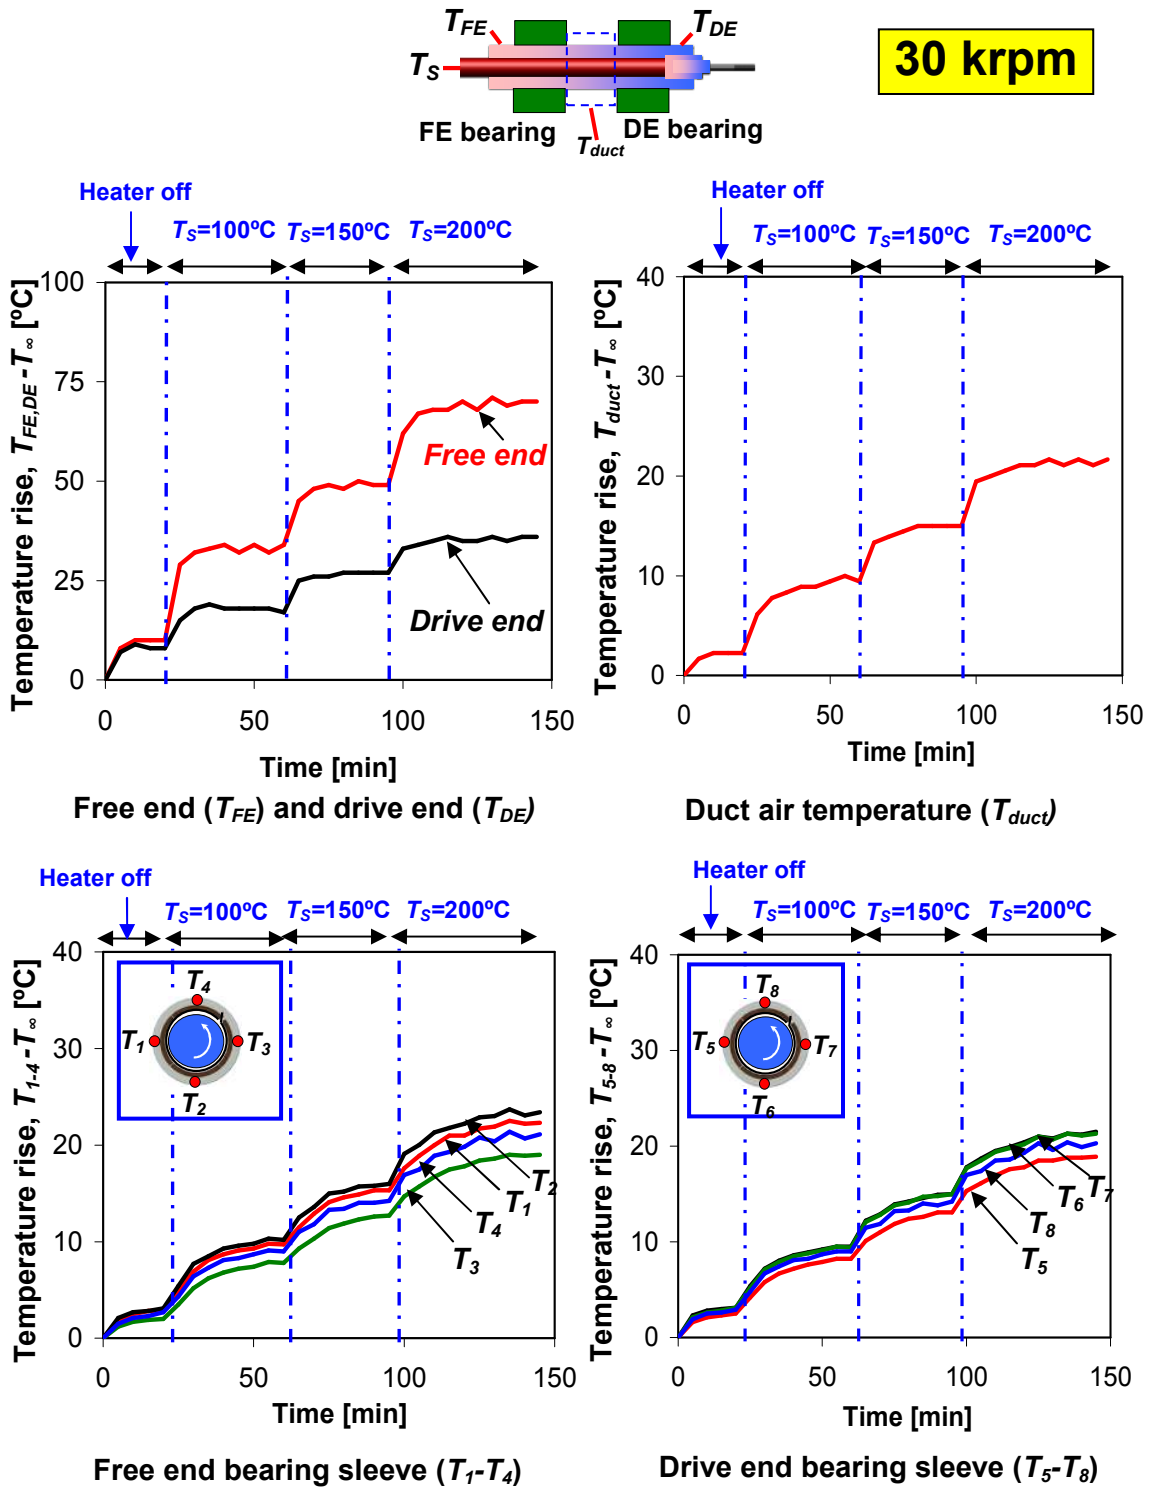 T_FE T_DE
T_S
30 krpm
FE bearing DE bearing
T_duct
Heater off
T_S=100ºC T_S=150ºC T_S=200ºC
Temperature rise, T_FE,DE - T_∞ [ºC]
100
75
50
25
0
Free end
Drive end
0 50 100 150
Time [min]
Free end (T_FE) and drive end (T_DE)
Heater off
T_S=100ºC T_S=150ºC T_S=200ºC
Temperature rise, T_duct - T_∞ [ºC]
40
30
20
10
0
0 50 100 150
Time [min]
Duct air temperature (T_duct)
Heater off
T_S=100ºC T_S=150ºC T_S=200ºC
Temperature rise, T_1-4 - T_∞ [ºC]
40
30
20
10
0
T_4
T_1 T_3
T_2
T_2
T_1
T_4
T_3
0 50 100 150
Time [min]
Free end bearing sleeve (T_1-T_4)
Heater off
T_S=100ºC T_S=150ºC T_S=200ºC
Temperature rise, T_5-8 - T_∞ [ºC]
40
30
20
10
0
T_8
T_5 T_7
T_6
T_7
T_6
T_8
T_5
0 50 100 150
Time [min]
Drive end bearing sleeve (T_5-T_8)